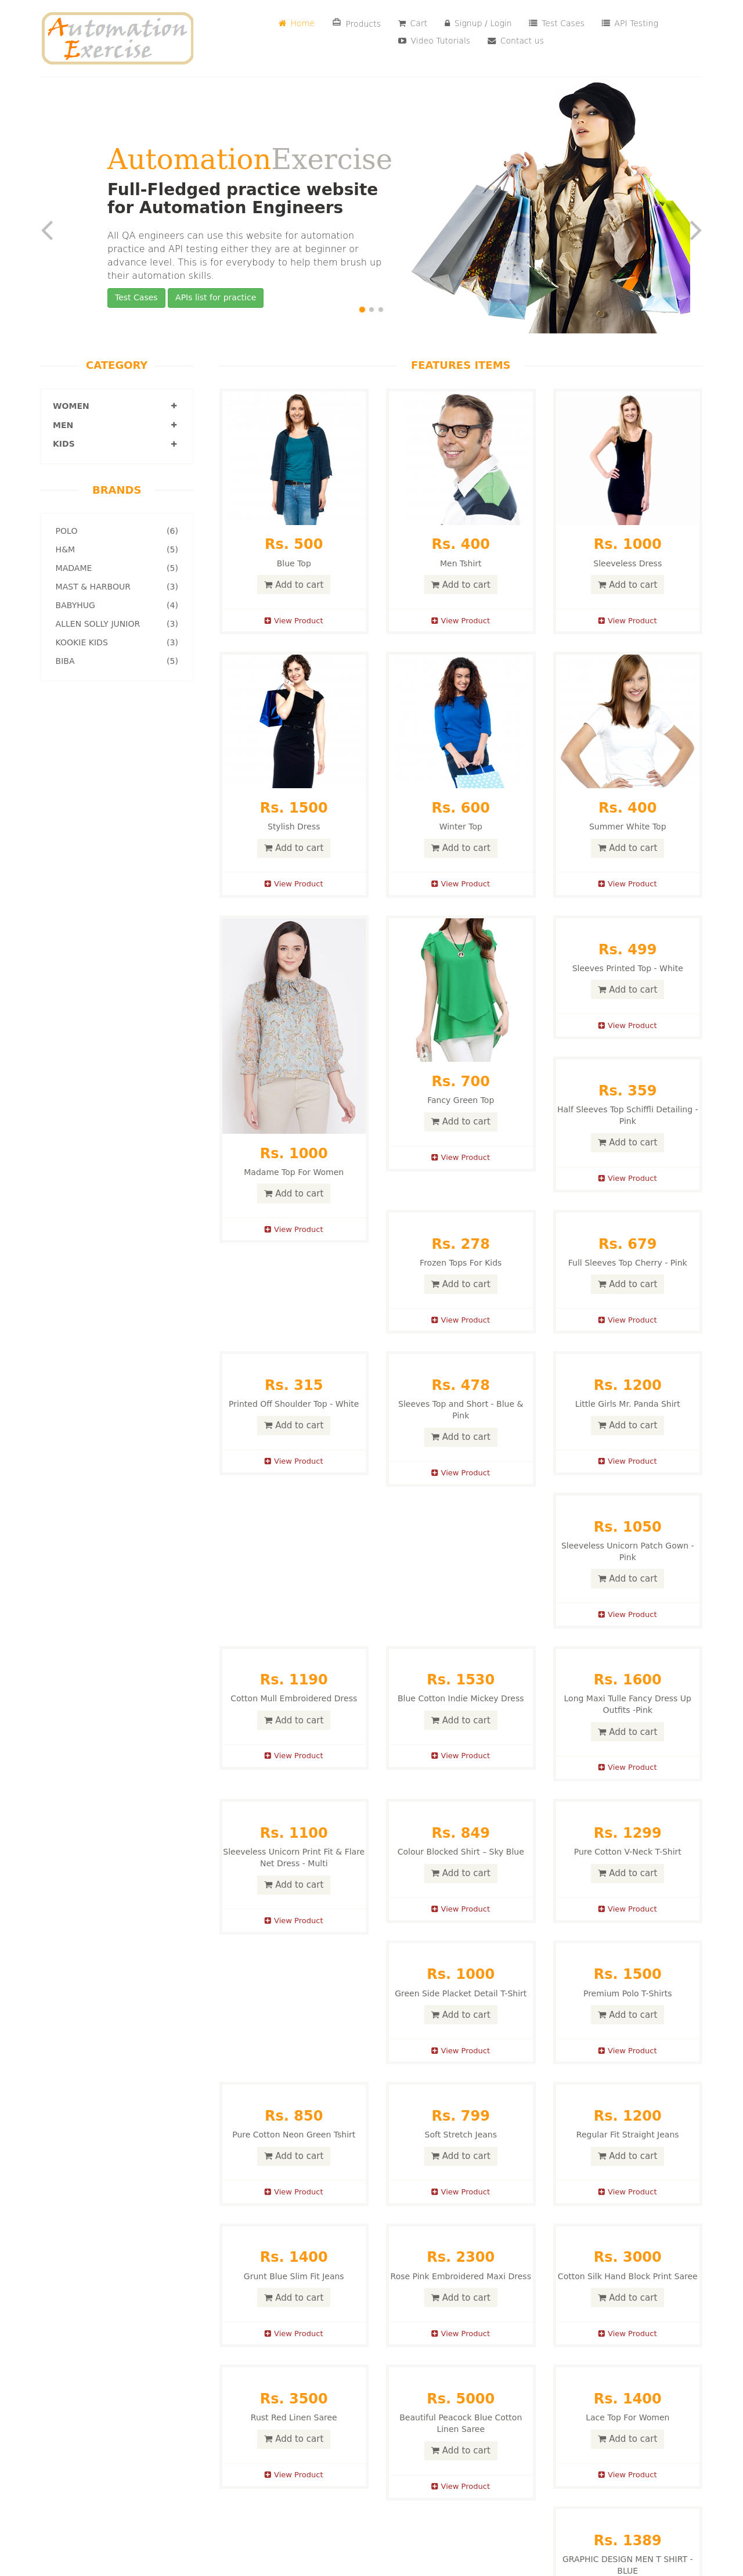 Automation
Exercise
Home
Products
Cart
Signup / Login
Test Cases
API Testing
Video Tutorials
Contact us
AutomationExercise
Full-Fledged practice website
for Automation Engineers
All QA engineers can use this website for automation
practice and API testing either they are at beginner or
advance level. This is for everybody to help them brush up
their automation skills.
Test Cases
APIs list for practice
CATEGORY
WOMEN
MEN
KIDS
BRANDS
POLO (6)
H&M (5)
MADAME (5)
MAST & HARBOUR (3)
BABYHUG (4)
ALLEN SOLLY JUNIOR (3)
KOOKIE KIDS (3)
BIBA (5)
FEATURES ITEMS
Rs. 500
Blue Top
Add to cart
View Product
Rs. 400
Men Tshirt
Add to cart
View Product
Rs. 1000
Sleeveless Dress
Add to cart
View Product
Rs. 1500
Stylish Dress
Add to cart
View Product
Rs. 600
Winter Top
Add to cart
View Product
Rs. 400
Summer White Top
Add to cart
View Product
Rs. 1000
Madame Top For Women
Add to cart
View Product
Rs. 700
Fancy Green Top
Add to cart
View Product
Rs. 499
Sleeves Printed Top - White
Add to cart
View Product
Rs. 359
Half Sleeves Top Schiffli Detailing -
Pink
Add to cart
View Product
Rs. 278
Frozen Tops For Kids
Add to cart
View Product
Rs. 679
Full Sleeves Top Cherry - Pink
Add to cart
View Product
Rs. 315
Printed Off Shoulder Top - White
Add to cart
View Product
Rs. 478
Sleeves Top and Short - Blue &
Pink
Add to cart
View Product
Rs. 1200
Little Girls Mr. Panda Shirt
Add to cart
View Product
Rs. 1050
Sleeveless Unicorn Patch Gown -
Pink
Add to cart
View Product
Rs. 1190
Cotton Mull Embroidered Dress
Add to cart
View Product
Rs. 1530
Blue Cotton Indie Mickey Dress
Add to cart
View Product
Rs. 1600
Long Maxi Tulle Fancy Dress Up
Outfits -Pink
Add to cart
View Product
Rs. 1100
Sleeveless Unicorn Print Fit & Flare
Net Dress - Multi
Add to cart
View Product
Rs. 849
Colour Blocked Shirt – Sky Blue
Add to cart
View Product
Rs. 1299
Pure Cotton V-Neck T-Shirt
Add to cart
View Product
Rs. 1000
Green Side Placket Detail T-Shirt
Add to cart
View Product
Rs. 1500
Premium Polo T-Shirts
Add to cart
View Product
Rs. 850
Pure Cotton Neon Green Tshirt
Add to cart
View Product
Rs. 799
Soft Stretch Jeans
Add to cart
View Product
Rs. 1200
Regular Fit Straight Jeans
Add to cart
View Product
Rs. 1400
Grunt Blue Slim Fit Jeans
Add to cart
View Product
Rs. 2300
Rose Pink Embroidered Maxi Dress
Add to cart
View Product
Rs. 3000
Cotton Silk Hand Block Print Saree
Add to cart
View Product
Rs. 3500
Rust Red Linen Saree
Add to cart
View Product
Rs. 5000
Beautiful Peacock Blue Cotton
Linen Saree
Add to cart
View Product
Rs. 1400
Lace Top For Women
Add to cart
View Product
Rs. 1389
GRAPHIC DESIGN MEN T SHIRT -
BLUE